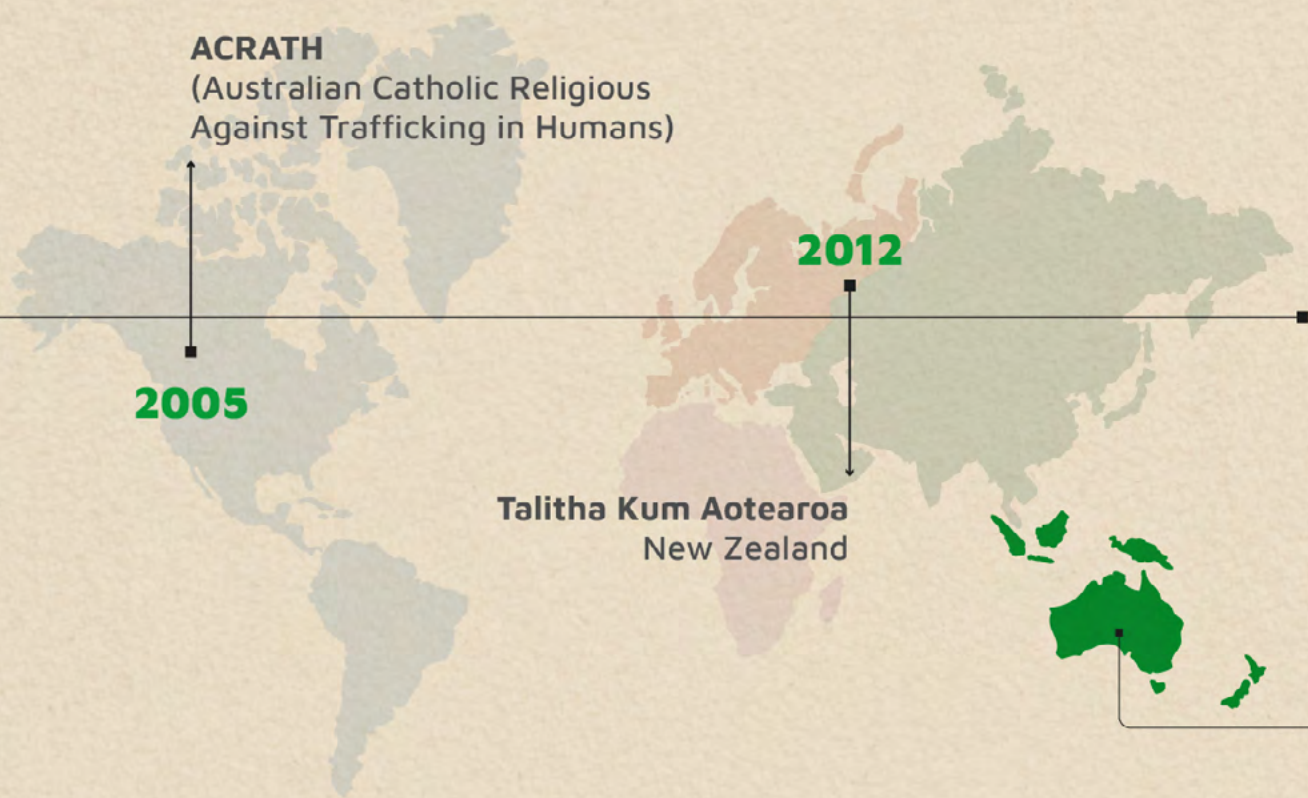 ACRATH
(Australian Catholic Religious
Against Trafficking in Humans)
2005
2012
Talitha Kum Aotearoa
New Zealand